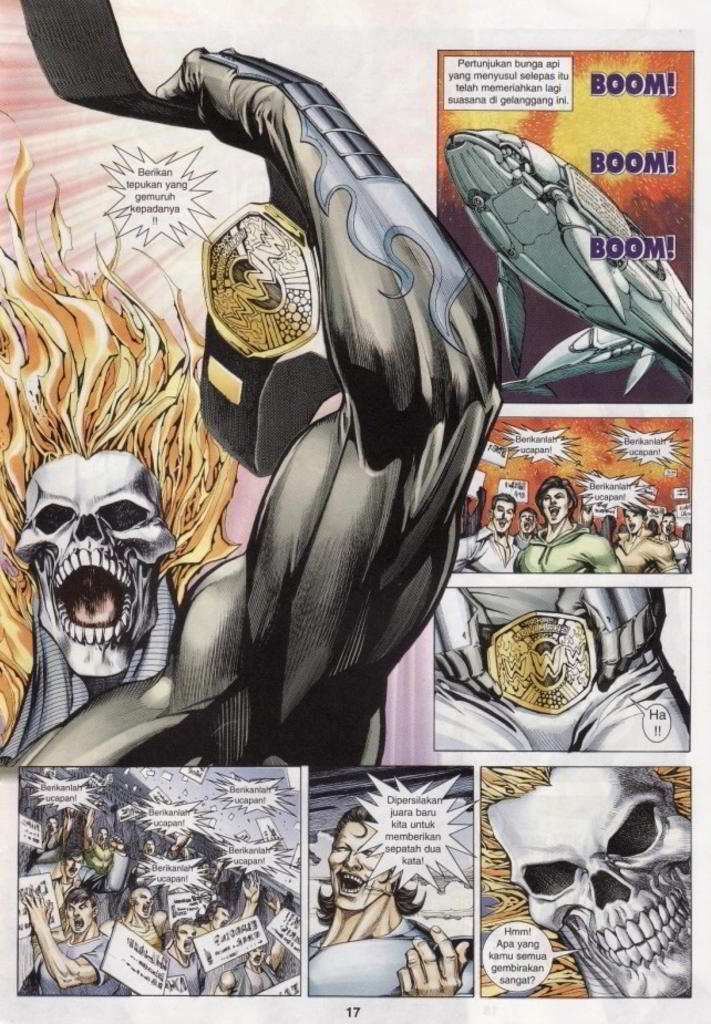 Pertunjukan bunga api
yang menyusul selepas itu
telah memeriahkan lagi
suasana di gelanggang ini.
BOOM!
BOOM!
BOOM!
Berikan
tepukan yang
gemuruh
kepadanya
!!
Berikanlah
ucapan!
Berikanlah
ucapan!
Berikanlah
ucapan!
Ha
!!
Berikanlah
ucapan!
Berikanlah
ucapan!
Berikanlah
ucapan!
Berikanlah
ucapan!
Berikanlah
ucapan!
Dipersilakan
juara baru
kita untuk
memberikan
sepatah dua
kata!
Hmm!
Apa yang
kamu semua
gembirakan
sangat?
17